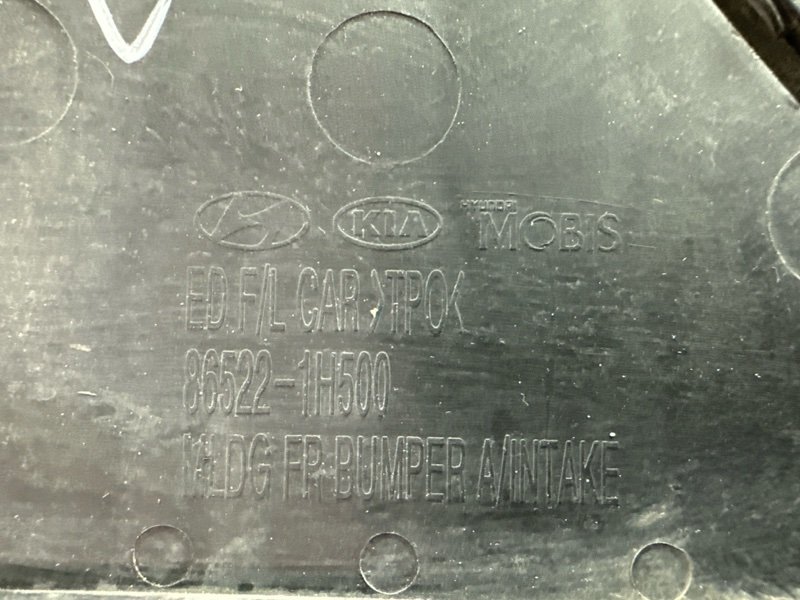 KIA HYUNDAI MOBIS
ED F/L CAR >TPO<
86522-1H500
MLDG FR BUMPER A/INTAKE